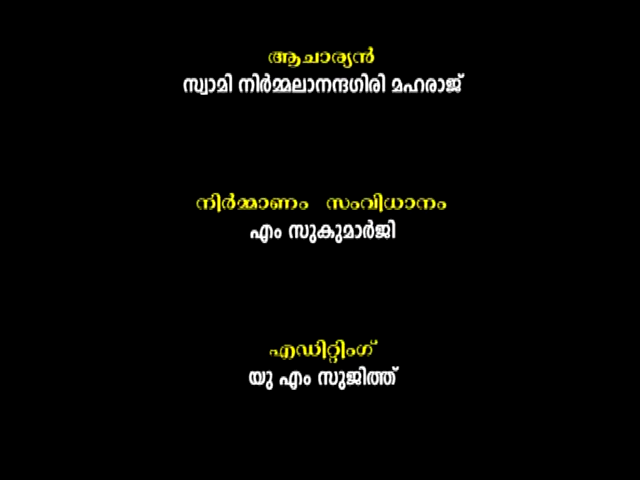 ആചാര്യൻ
സ്വാമി നിർമ്മലാനന്ദഗിരി മഹരാജ്
നിർമ്മാണം സംവിധാനം
എം സുകുമാർജി
എഡിറ്റിംഗ്
യു എം സുജിത്ത്